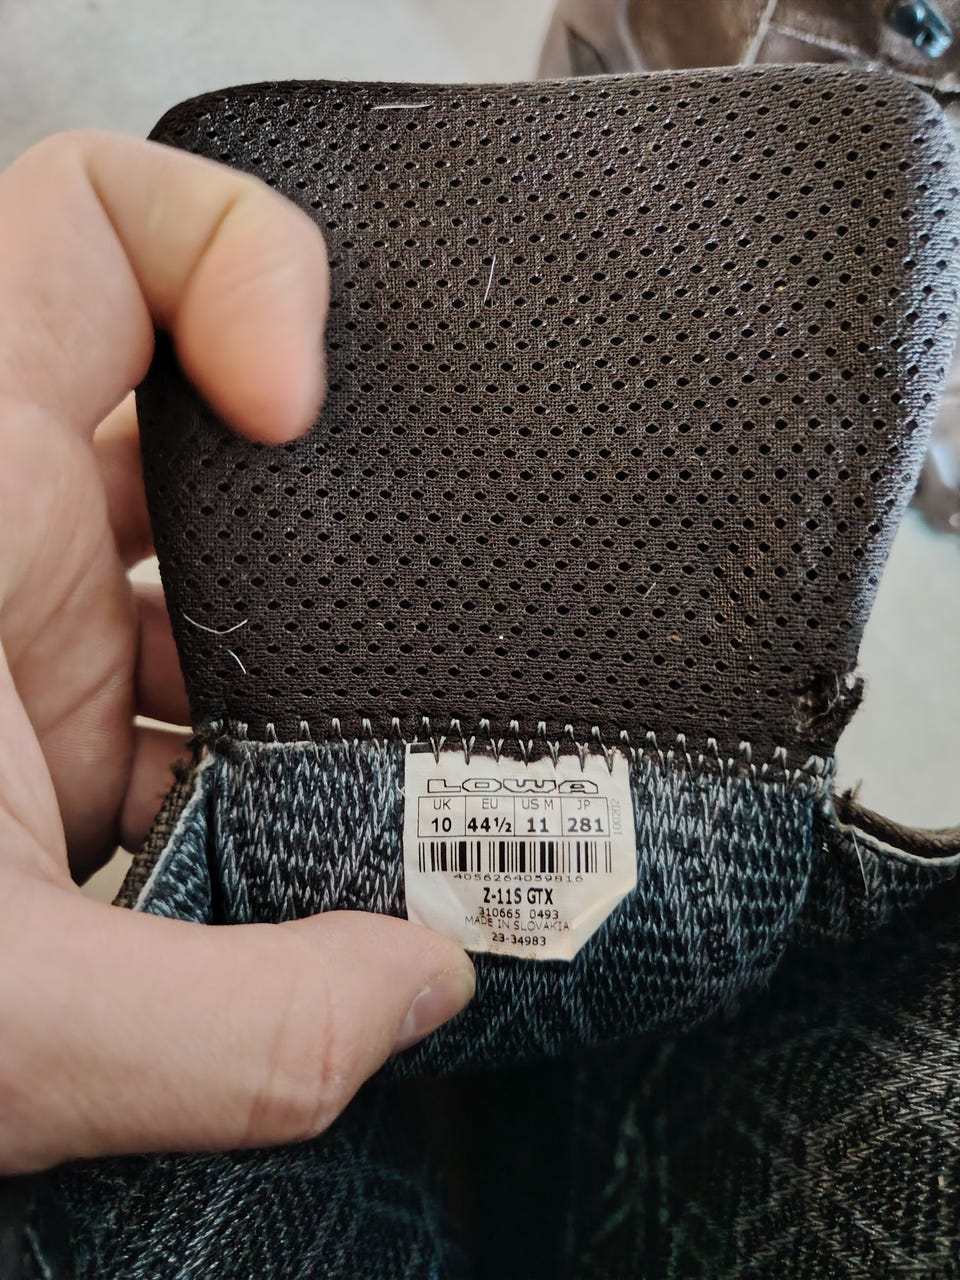 LOWA
UK EU US M JP
10 44½ 11 281
4056264059816
Z-11S GTX
310665 0493
MADE IN SLOVAKIA
23-34983